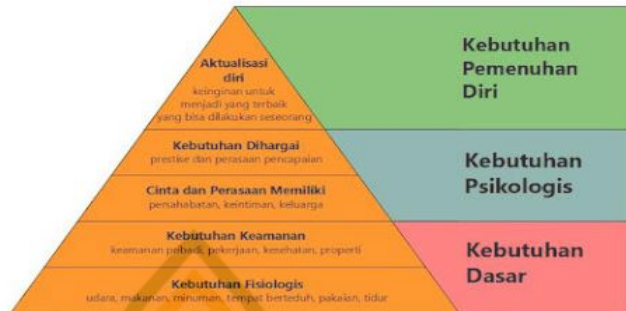 Aktualisasi
diri
keinginan untuk
menjadi yang terbaik
yang bisa dilakukan seseorang
Kebutuhan
Pemenuhan
Diri
Kebutuhan Dihargai
prestise dan perasaan pencapaian
Cinta dan Perasaan Memiliki
persahabatan, keintiman, keluarga
Kebutuhan
Psikologis
Kebutuhan Keamanan
keamanan pribadi, pekerjaan, kesehatan, properti
Kebutuhan Fisiologis
udara, makanan, minuman, tempat berteduh, pakaian, tidur
Kebutuhan
Dasar